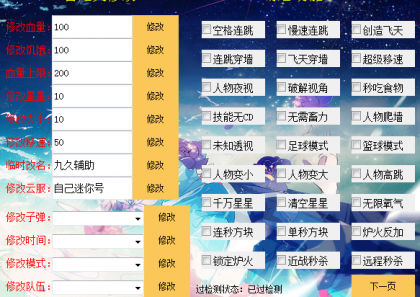 修改血量: 100 修改 空格连跳 慢速连跳 创造飞天
修改饥饿: 100 修改 连跳穿墙 飞天穿墙 超级移速
血量上限: 200 修改 人物夜视 破解视角 秒吃食物
10 修改 技能无CD 无需蓄力 人物爬墙
10 修改 未知透视 足球模式 篮球模式
50 修改
临时改名: 九久辅助 修改 人物变小 人物变大 人物高跳
修改云服: 自己迷你号 修改 千万星星 清空星星 无限氧气
修改子弹: 修改 连秒方块 单秒方块 炉火反加
修改时间: 修改
修改模式: 修改 锁定炉火 近战秒杀 远程秒杀
修改队伍: 修改 过检测状态: 已过检测 下一页